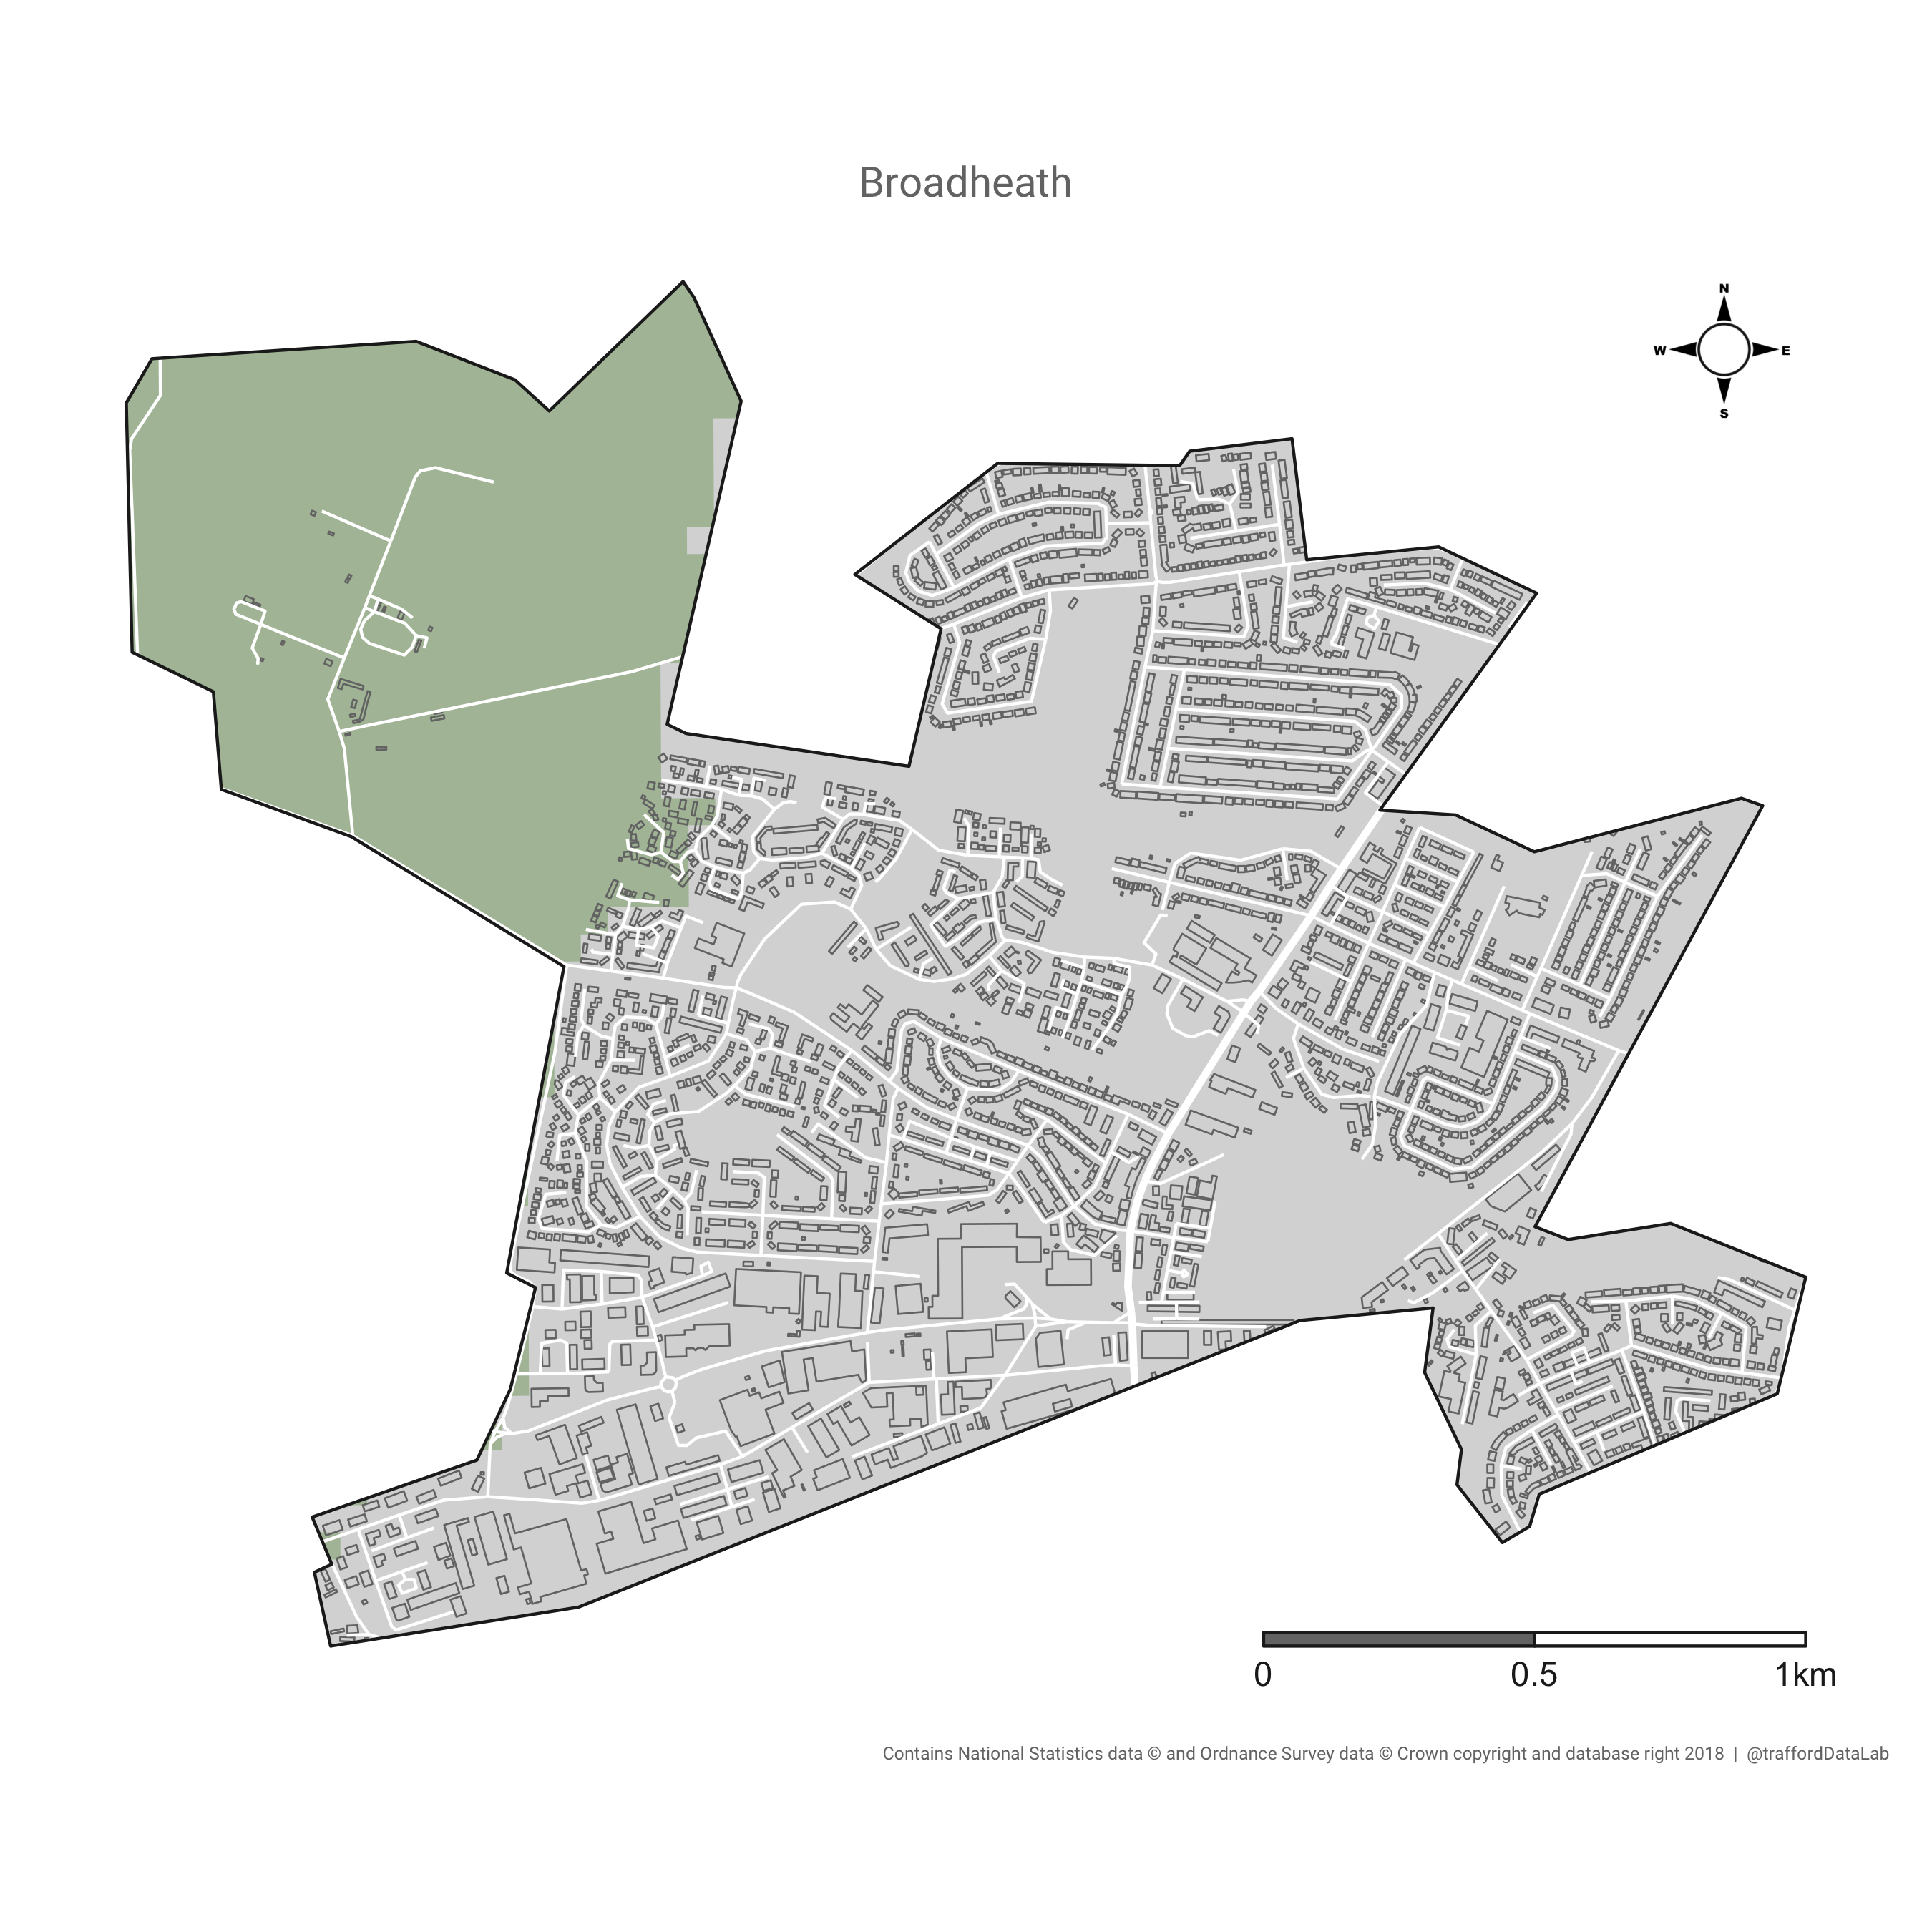 Broadheath
N
W E
S
0 0.5 1km
Contains National Statistics data © and Ordnance Survey data © Crown copyright and database right 2018 | @traffordDataLab